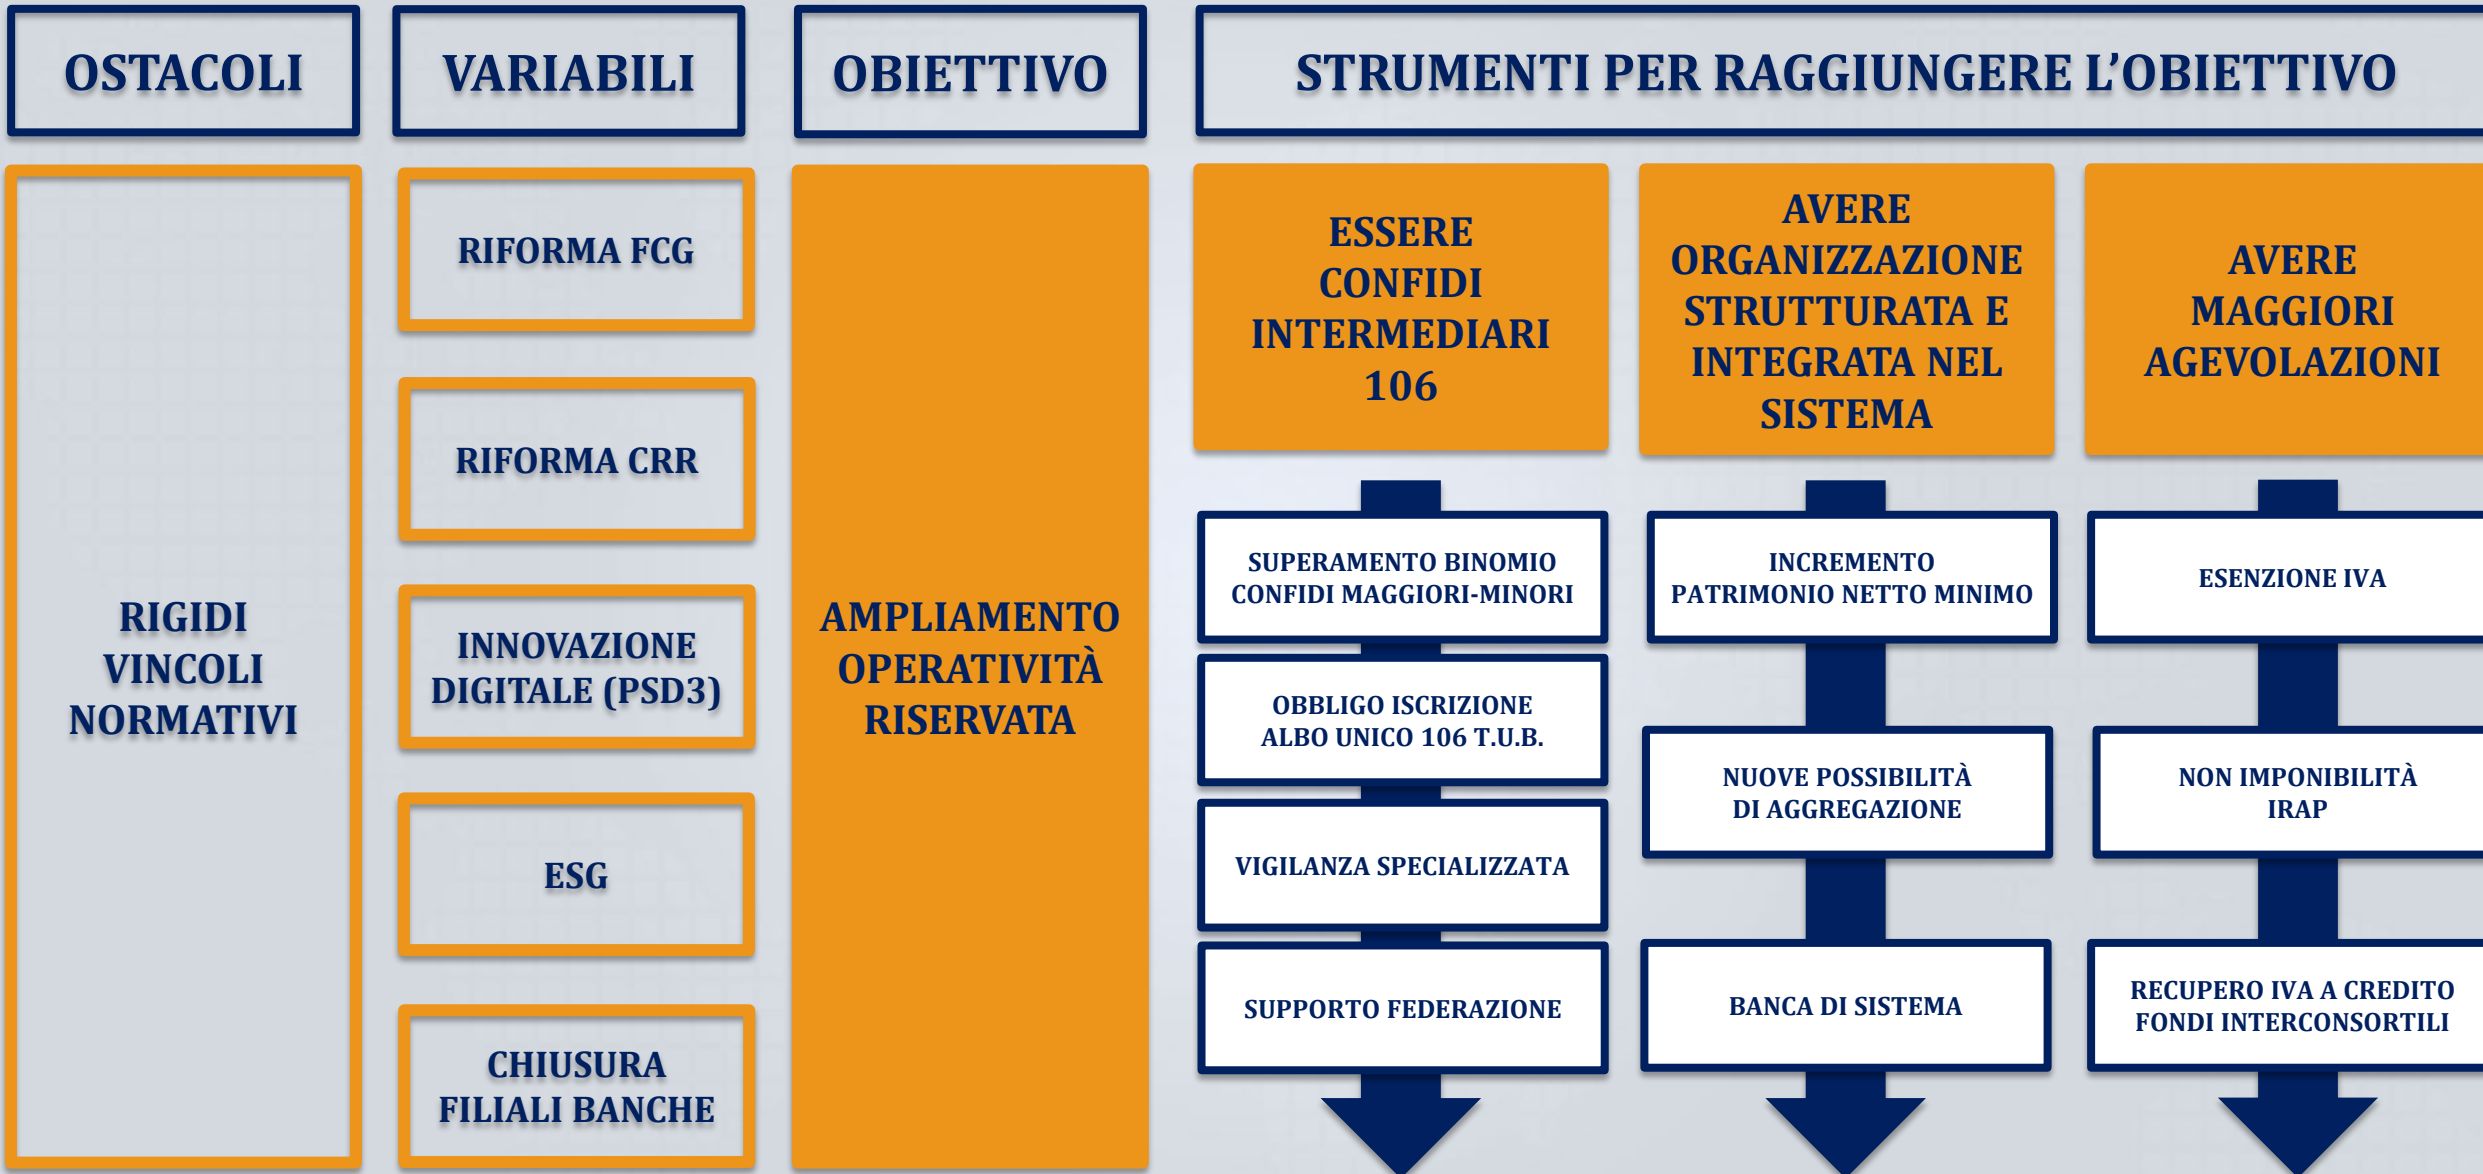 OSTACOLI
VARIABILI
OBIETTIVO
STRUMENTI PER RAGGIUNGERE L’OBIETTIVO
RIGIDI
VINCOLI
NORMATIVI
RIFORMA FCG
RIFORMA CRR
INNOVAZIONE
DIGITALE (PSD3)
ESG
CHIUSURA
FILIALI BANCHE
AMPLIAMENTO
OPERATIVITÀ
RISERVATA
ESSERE
CONFIDI
INTERMEDIARI
106
SUPERAMENTO BINOMIO
CONFIDI MAGGIORI-MINORI
OBBLIGO ISCRIZIONE
ALBO UNICO 106 T.U.B.
VIGILANZA SPECIALIZZATA
SUPPORTO FEDERAZIONE
AVERE
ORGANIZZAZIONE
STRUTTURATA E
INTEGRATA NEL
SISTEMA
INCREMENTO
PATRIMONIO NETTO MINIMO
NUOVE POSSIBILITÀ
DI AGGREGAZIONE
BANCA DI SISTEMA
AVERE
MAGGIORI
AGEVOLAZIONI
ESENZIONE IVA
NON IMPONIBILITÀ
IRAP
RECUPERO IVA A CREDITO
FONDI INTERCONSORTILI